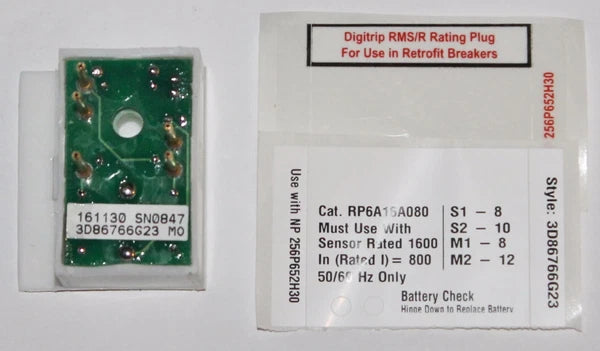 161130 SN0847
3D86766G23 M0
Digitrip RMS/R Rating Plug
For Use in Retrofit Breakers
256P652H30
Use with NP 256P652H30
Cat. RP6A16A080
Must Use With
Sensor Rated 1600
In (Rated I) = 800
50/60 Hz Only
S1 – 8
S2 – 10
M1 – 8
M2 – 12
Battery Check
Hinge Down to Replace Battery
Style: 3D86766G23